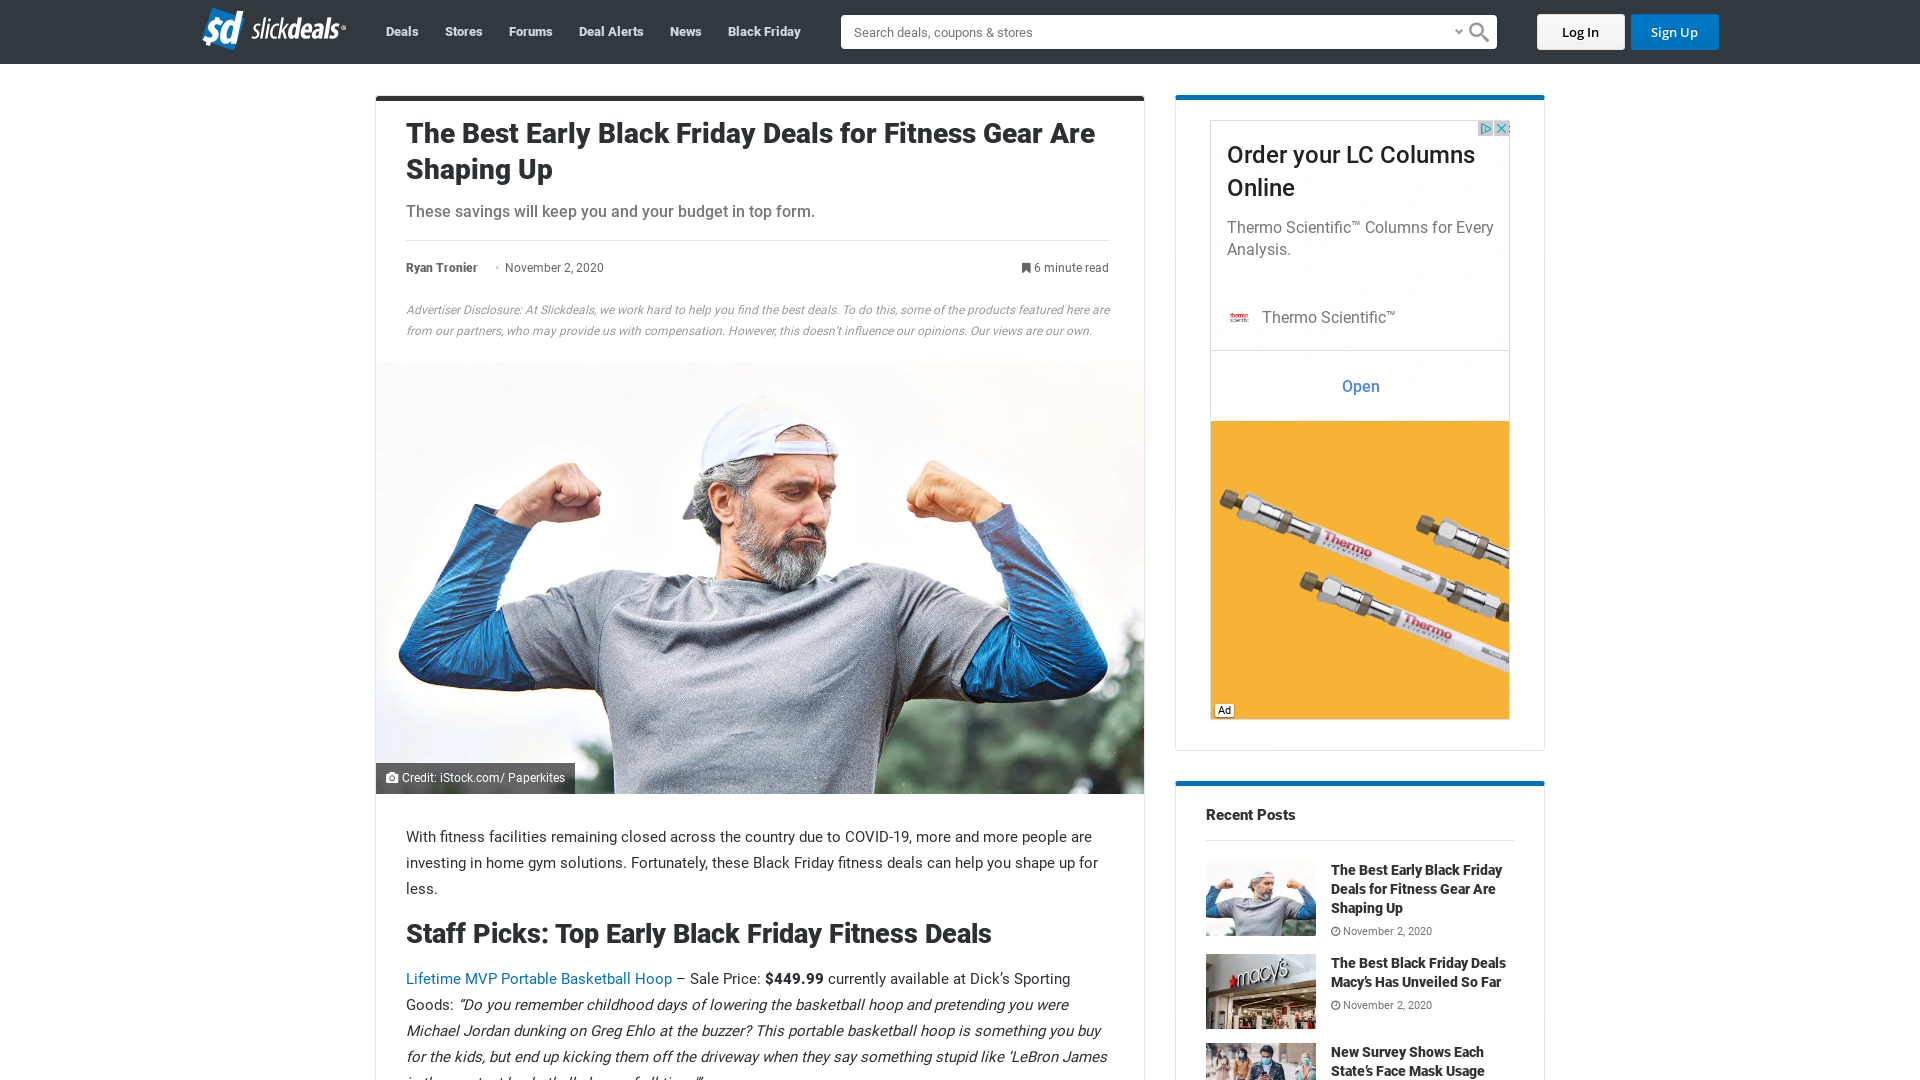 sd slickdeals
Deals
Stores
Forums
Deal Alerts
News
Black Friday
Search deals, coupons & stores
Log In
Sign Up
The Best Early Black Friday Deals for Fitness Gear Are
Shaping Up
These savings will keep you and your budget in top form.
Ryan Tronier • November 2, 2020
6 minute read
Advertiser Disclosure: At Slickdeals, we work hard to help you find the best deals. To do this, some of the products featured here are
from our partners, who may provide us with compensation. However, this doesn't influence our opinions. Our views are our own.
Credit: iStock.com/ Paperkites
With fitness facilities remaining closed across the country due to COVID-19, more and more people are
investing in home gym solutions. Fortunately, these Black Friday fitness deals can help you shape up for
less.
Staff Picks: Top Early Black Friday Fitness Deals
Lifetime MVP Portable Basketball Hoop – Sale Price: $449.99 currently available at Dick's Sporting
Goods: “Do you remember childhood days of lowering the basketball hoop and pretending you were
Michael Jordan dunking on Greg Ehlo at the buzzer? This portable basketball hoop is something you buy
for the kids, but end up kicking them off the driveway when they say something stupid like ‘LeBron James
Order your LC Columns
Online
Thermo Scientific™ Columns for Every
Analysis.
thermo
scientific
Thermo Scientific™
Open
Thermo
SCIENTIFIC
Thermo
SCIENTIFIC
Ad
Recent Posts
The Best Early Black Friday
Deals for Fitness Gear Are
Shaping Up
November 2, 2020
macy's
The Best Black Friday Deals
Macy's Has Unveiled So Far
November 2, 2020
New Survey Shows Each
State's Face Mask Usage